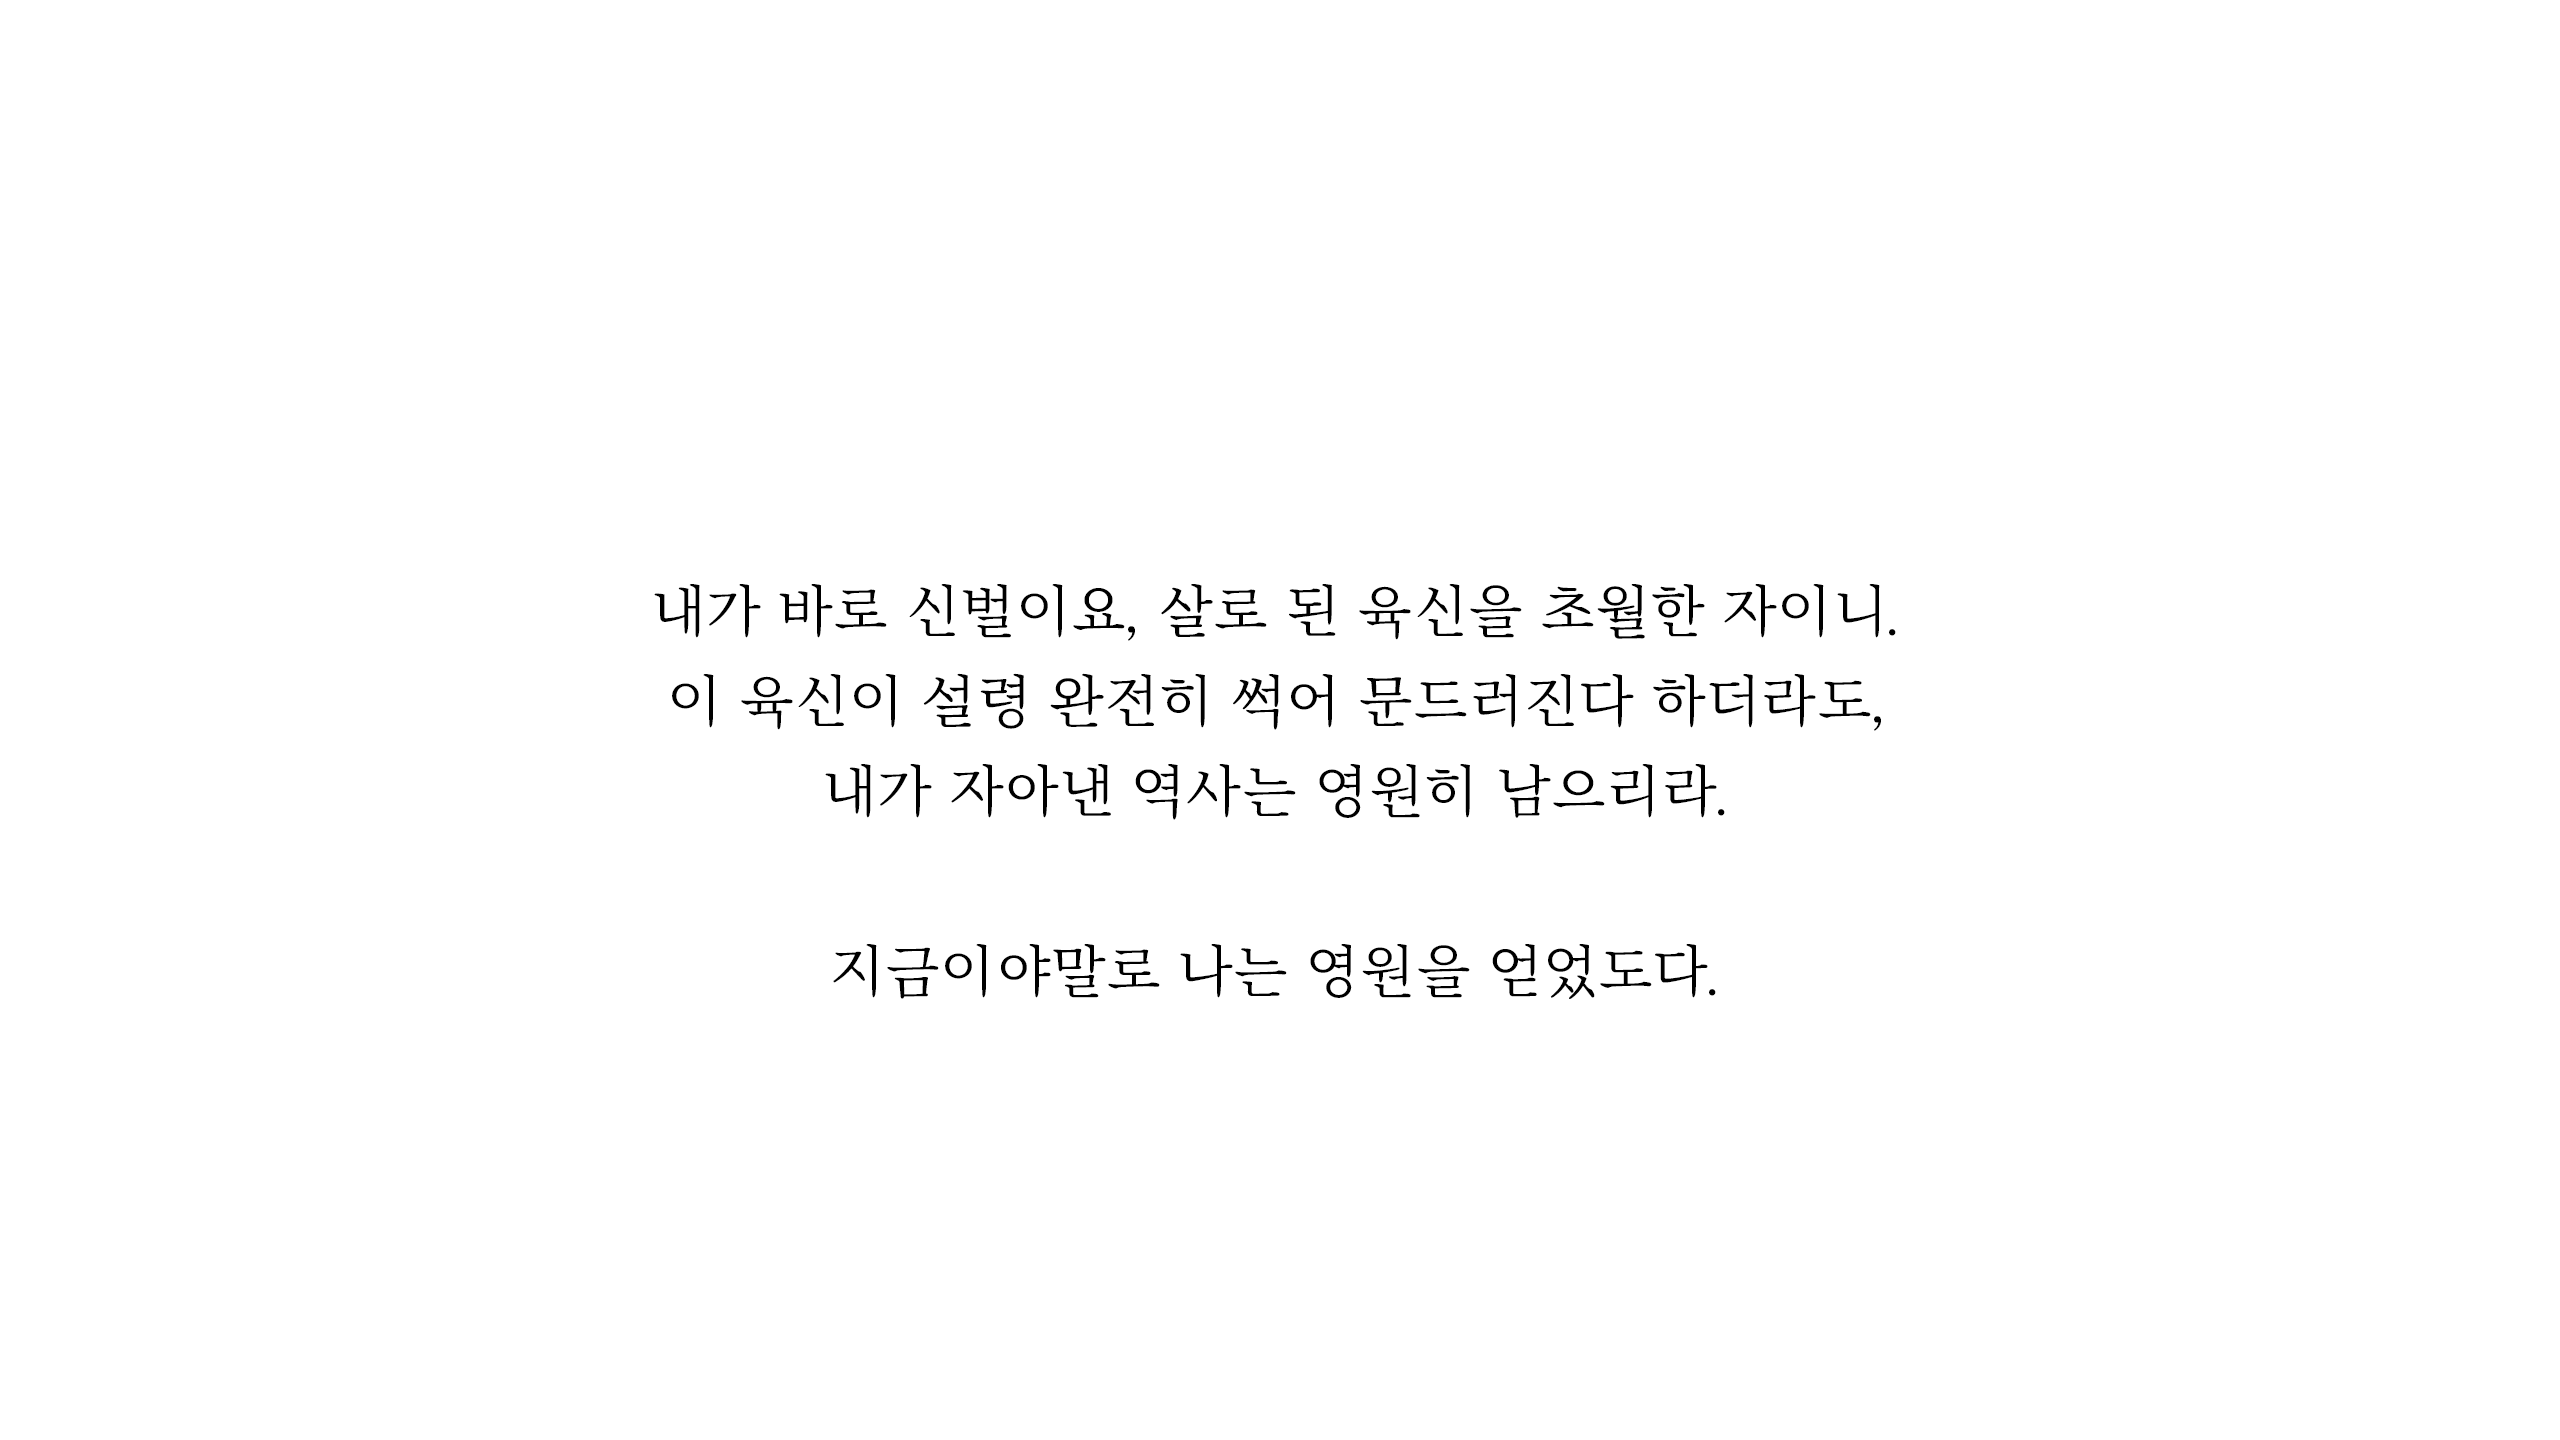 내가 바로 신벌이요, 살로 된 육신을 초월한 자이니.
이 육신이 설령 완전히 썩어 문드러진다 하더라도,
내가 자아낸 역사는 영원히 남으리라.
지금이야말로 나는 영원을 얻었도다.